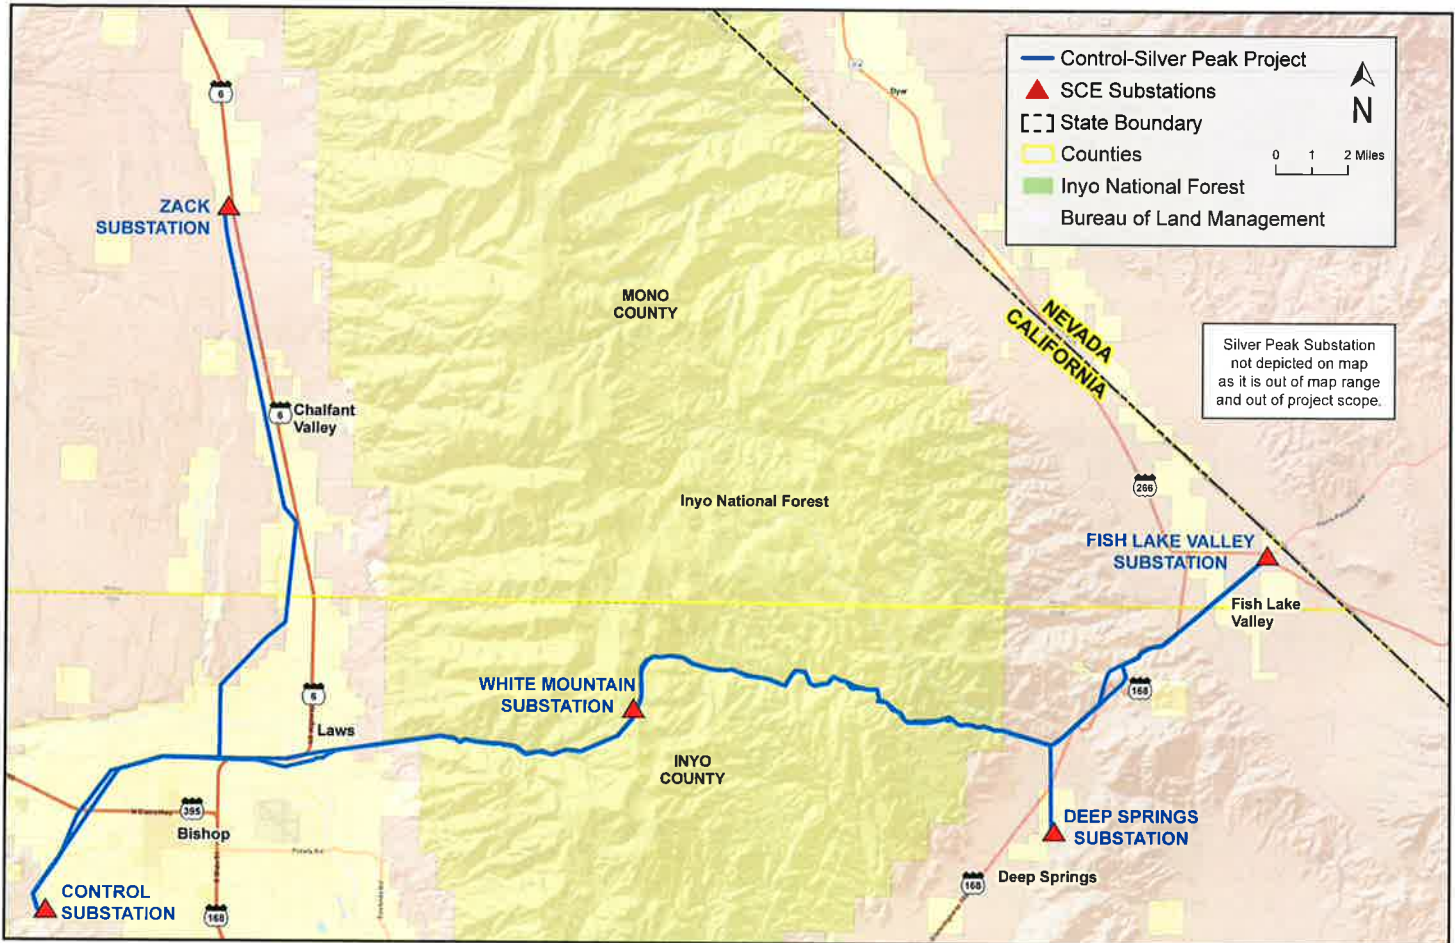 Control-Silver Peak Project
SCE Substations
State Boundary
Counties
Inyo National Forest
Bureau of Land Management
N
0 1 2 Miles
6
Dyer
ZACK
SUBSTATION
MONO
COUNTY
NEVADA
CALIFORNIA
Silver Peak Substation
not depicted on map
as it is out of map range
and out of project scope.
6
Chalfant
Valley
Inyo National Forest
266
FISH LAKE VALLEY
SUBSTATION
Fish Lake
Valley
WHITE MOUNTAIN
SUBSTATION
168
6
Laws
INYO
COUNTY
395
Bishop
DEEP SPRINGS
SUBSTATION
Deep Springs
168
CONTROL
SUBSTATION
168